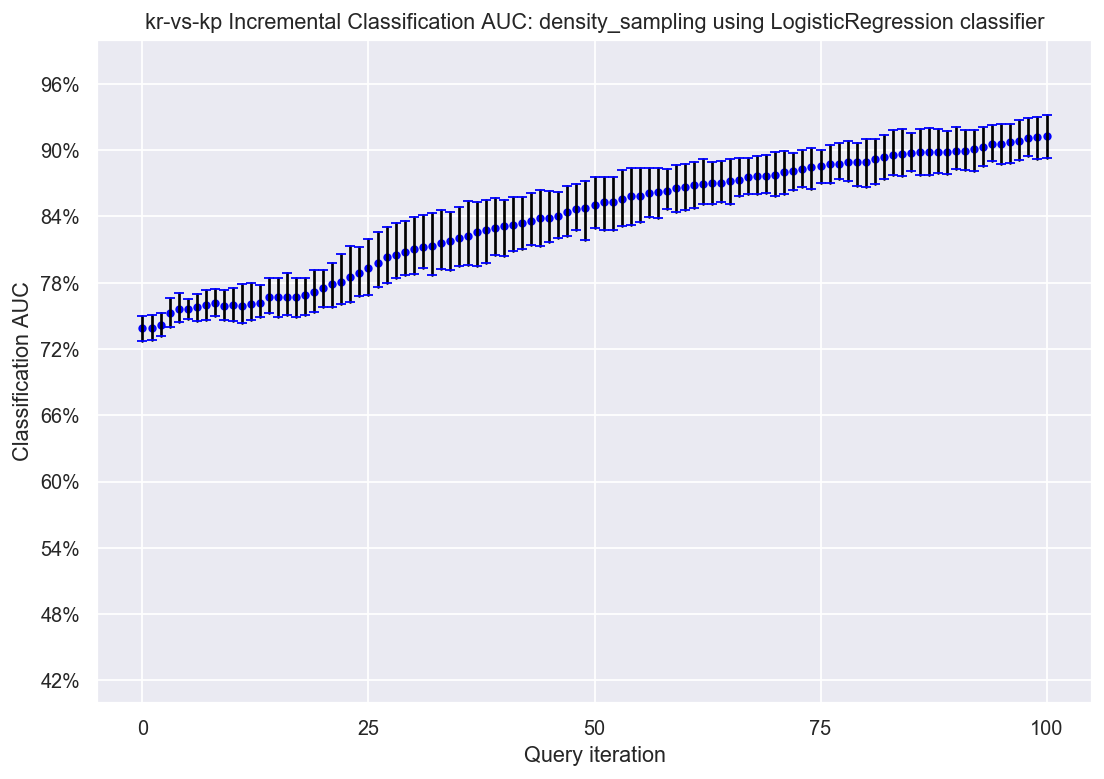 kr-vs-kp Incremental Classification AUC: density_sampling using LogisticRegression classifier
96%
90%
84%
78%
72%
66%
60%
54%
48%
42%
Classification AUC
0 25 50 75 100
Query iteration